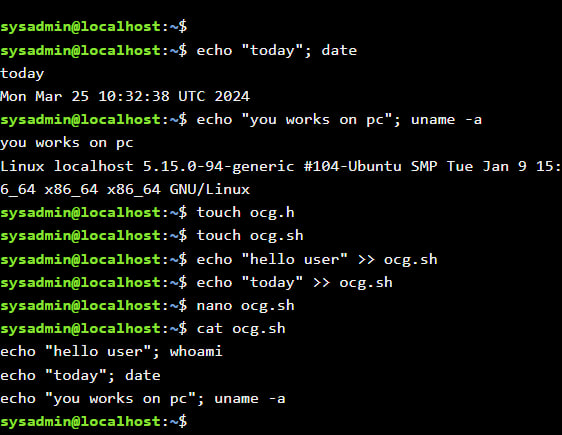 sysadmin@localhost:~$
sysadmin@localhost:~$ echo "today"; date
today
Mon Mar 25 10:32:38 UTC 2024
sysadmin@localhost:~$ echo "you works on pc"; uname -a
you works on pc
Linux localhost 5.15.0-94-generic #104-Ubuntu SMP Tue Jan 9 15:
6_64 x86_64 x86_64 GNU/Linux
sysadmin@localhost:~$ touch ocg.h
sysadmin@localhost:~$ touch ocg.sh
sysadmin@localhost:~$ echo "hello user" >> ocg.sh
sysadmin@localhost:~$ echo "today" >> ocg.sh
sysadmin@localhost:~$ nano ocg.sh
sysadmin@localhost:~$ cat ocg.sh
echo "hello user"; whoami
echo "today"; date
echo "you works on pc"; uname -a
sysadmin@localhost:~$